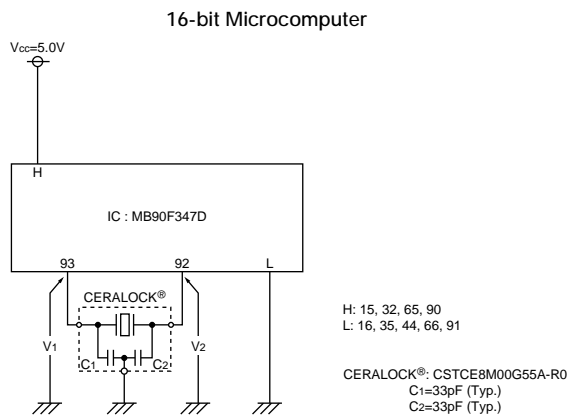 16-bit Microcomputer
Vcc=5.0V
H
IC : MB90F347D
93 92 L
CERALOCK®
V1 C1 C2 V2
H: 15, 32, 65, 90
L: 16, 35, 44, 66, 91
CERALOCK®: CSTCE8M00G55A-R0
C1=33pF (Typ.)
C2=33pF (Typ.)